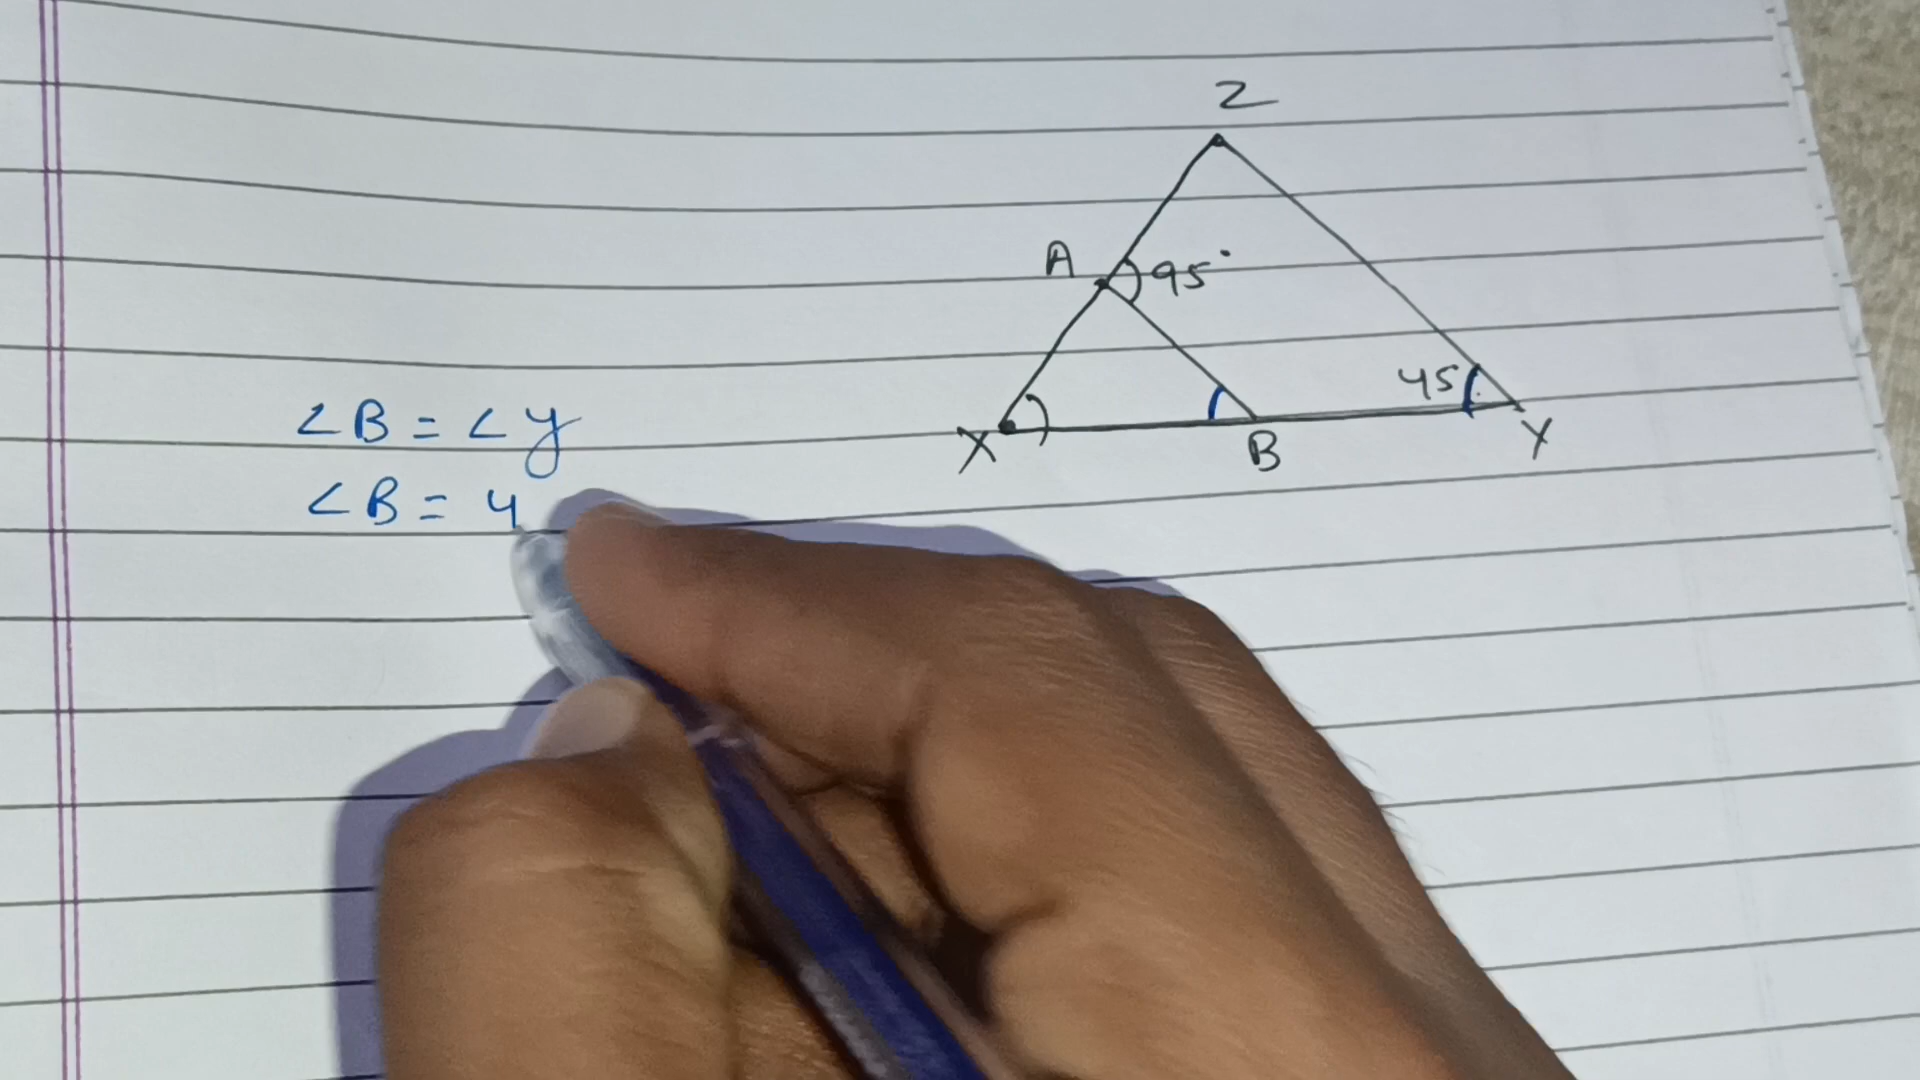 Z
A 95°
45
X B Y
∠B = ∠y
∠B = 4